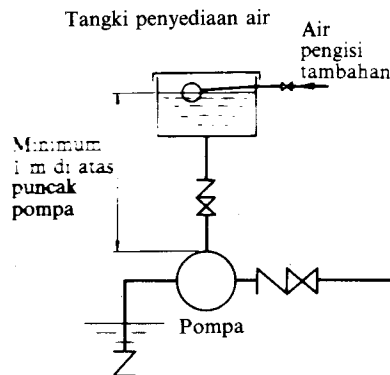 Tangki penyediaan air
Air
pengisi
tambahan
Minimum
1 m di atas
puncak
pompa
Pompa